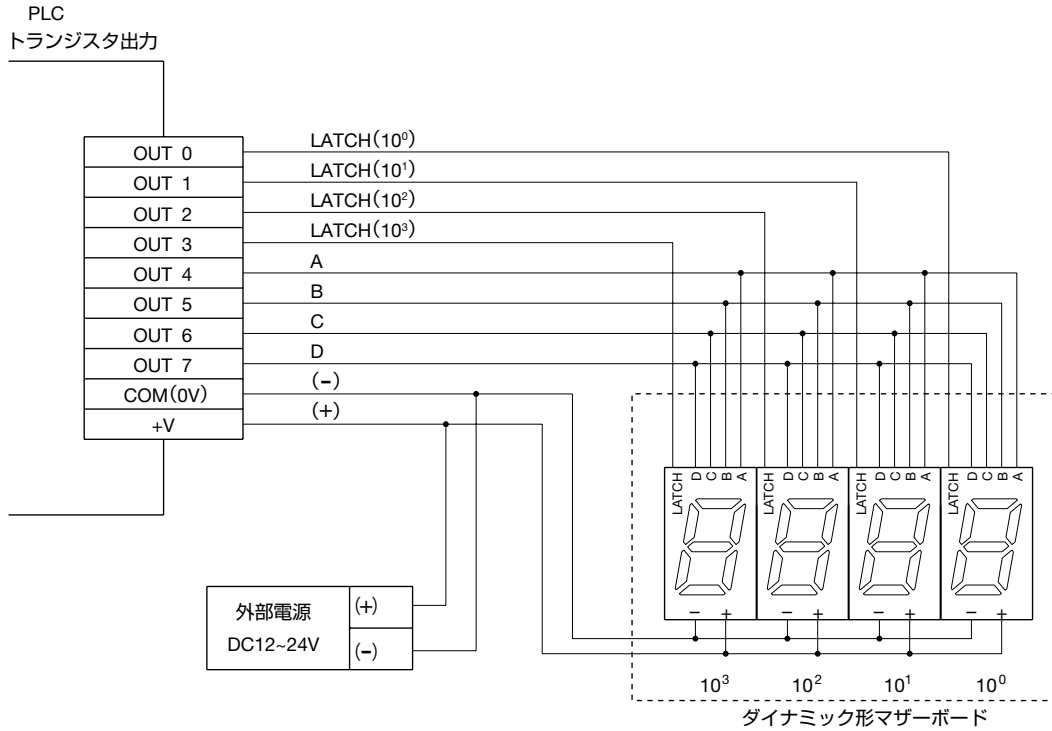 PLC
トランジスタ出力
OUT 0
OUT 1
OUT 2
OUT 3
OUT 4
OUT 5
OUT 6
OUT 7
COM(0V)
+V
LATCH(10⁰)
LATCH(10¹)
LATCH(10²)
LATCH(10³)
A
B
C
D
(−)
(+)
外部電源
DC12~24V
(+)
(−)
LATCH D C B A
LATCH D C B A
LATCH D C B A
LATCH D C B A
− +
− +
− +
− +
10³ 10² 10¹ 10⁰
ダイナミック形マザーボード